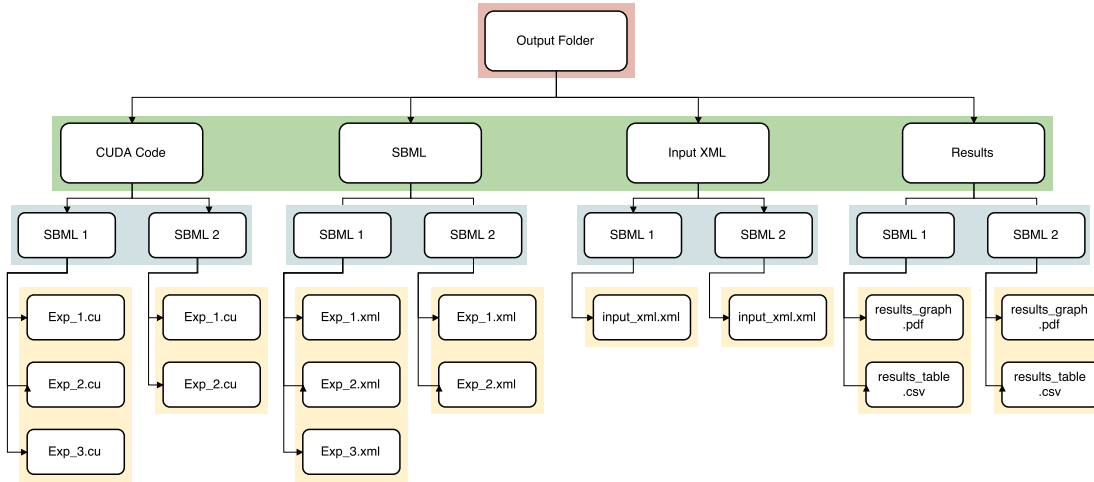 Output Folder
CUDA Code
SBML
Input XML
Results
SBML 1
SBML 2
SBML 1
SBML 2
SBML 1
SBML 2
SBML 1
SBML 2
Exp_1.cu
Exp_1.cu
Exp_1.xml
Exp_1.xml
input_xml.xml
input_xml.xml
results_graph
.pdf
results_graph
.pdf
Exp_2.cu
Exp_2.cu
Exp_2.xml
Exp_2.xml
results_table
.csv
results_table
.csv
Exp_3.cu
Exp_3.xml